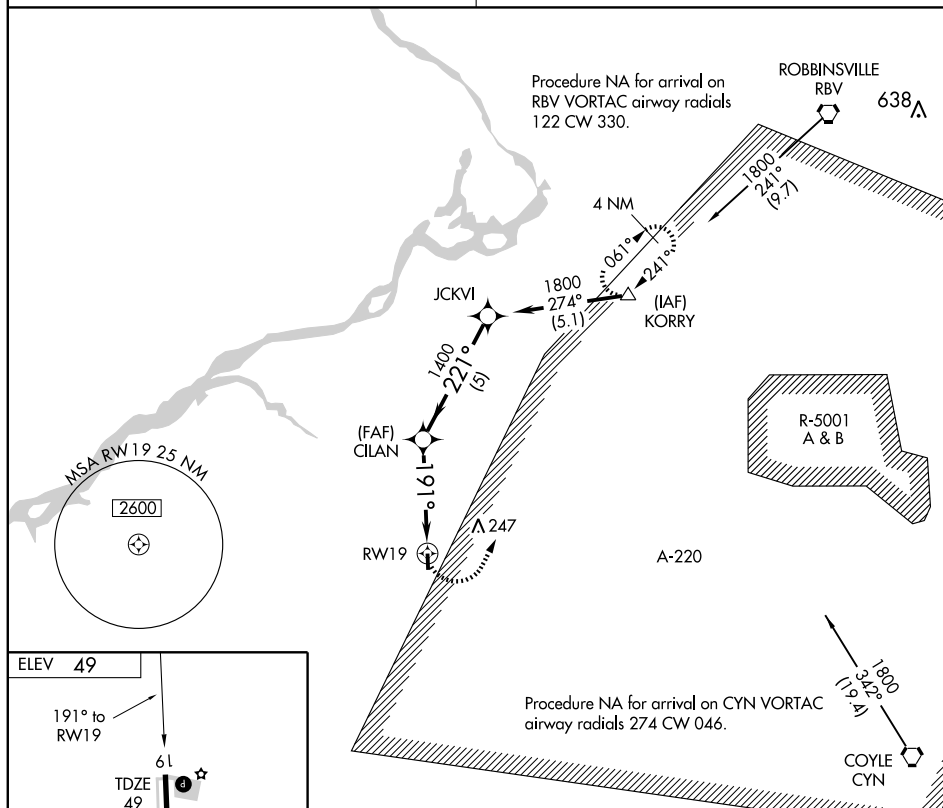 Procedure NA for arrival on
RBV VORTAC airway radials
122 CW 330.
ROBBINSVILLE
RBV
638
1800
241°
(9.7)
4 NM
061°
241°
JCKVI
1800
274°
(5.1)
(IAF)
KORRY
1400
221°
(5)
(FAF)
CILAN
R-5001
A & B
MSA RW19 25 NM
2600
191°
247
RW19
A-220
ELEV 49
191° to
RW19
19
TDZE
49
P
Procedure NA for arrival on CYN VORTAC
airway radials 274 CW 046.
1800
342°
(19.4)
COYLE
CYN